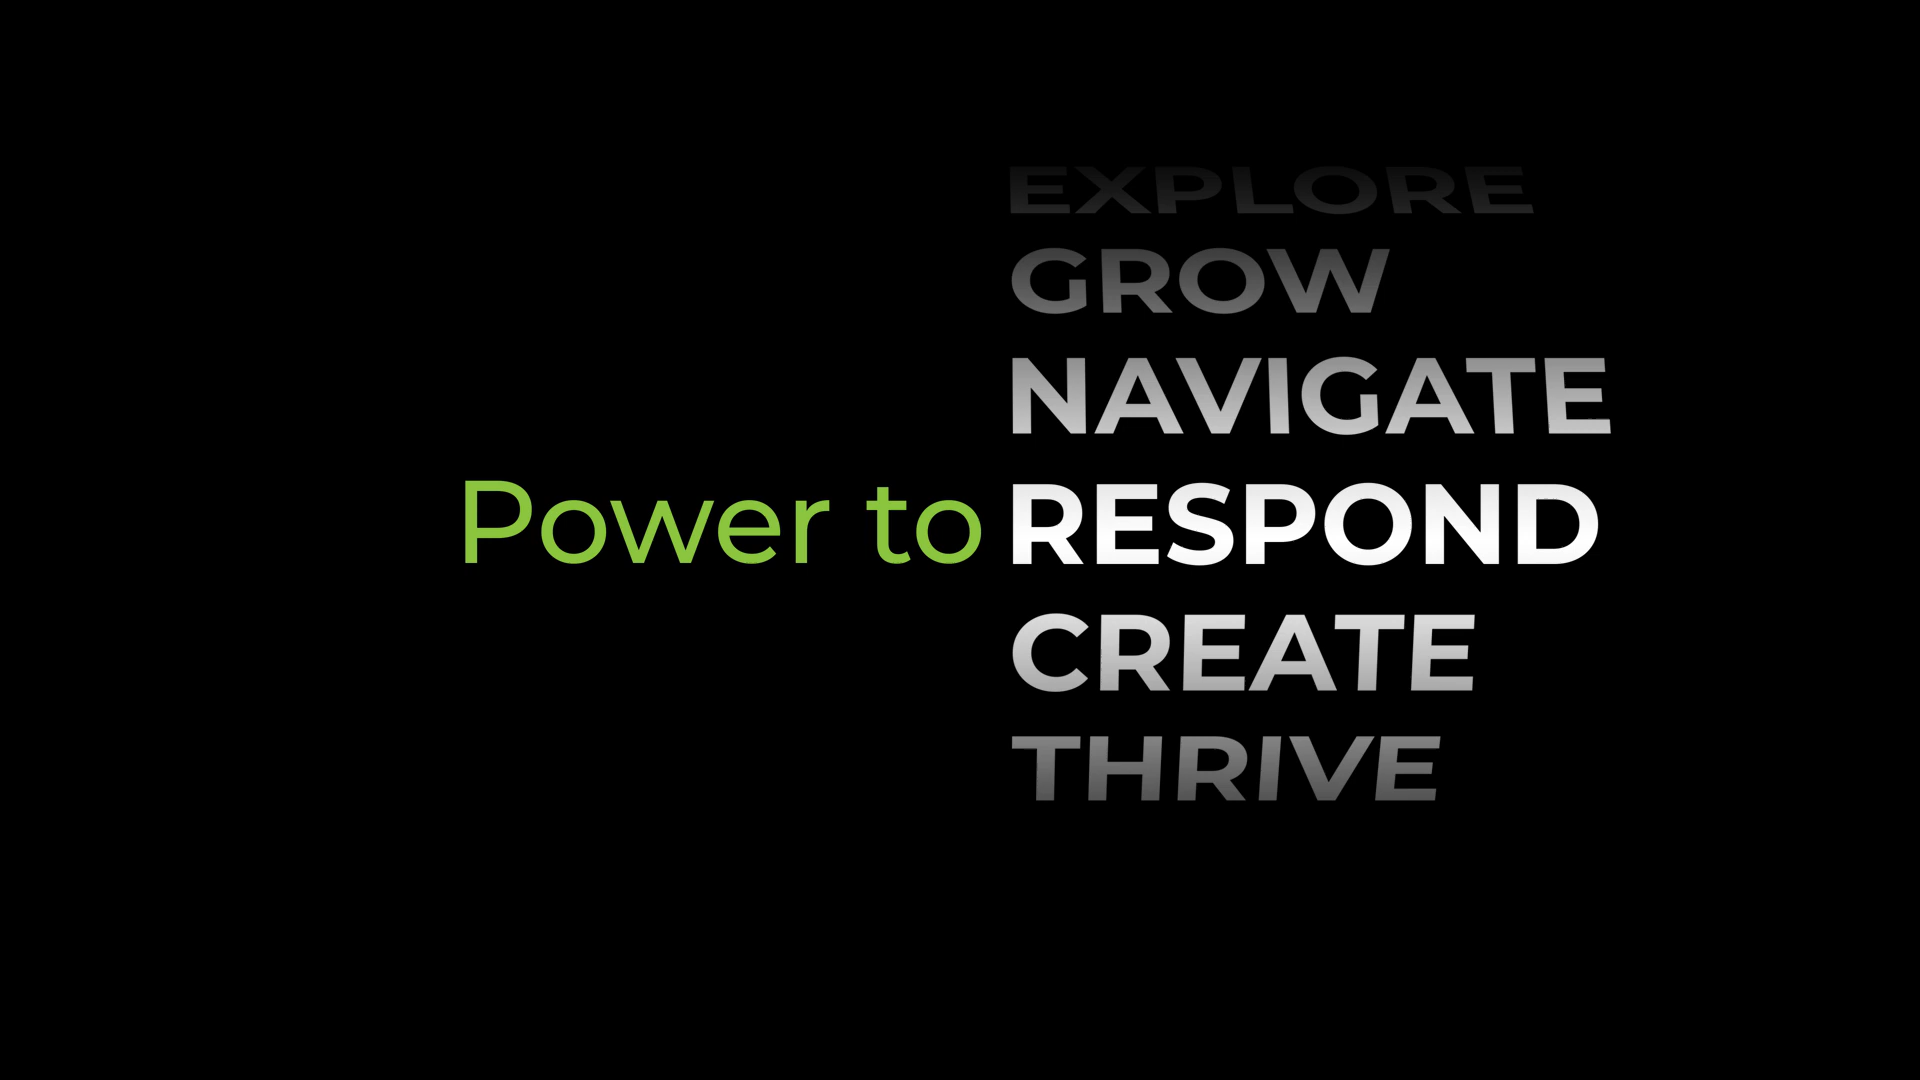 EXPLORE
GROW
NAVIGATE
Power to RESPOND
CREATE
THRIVE